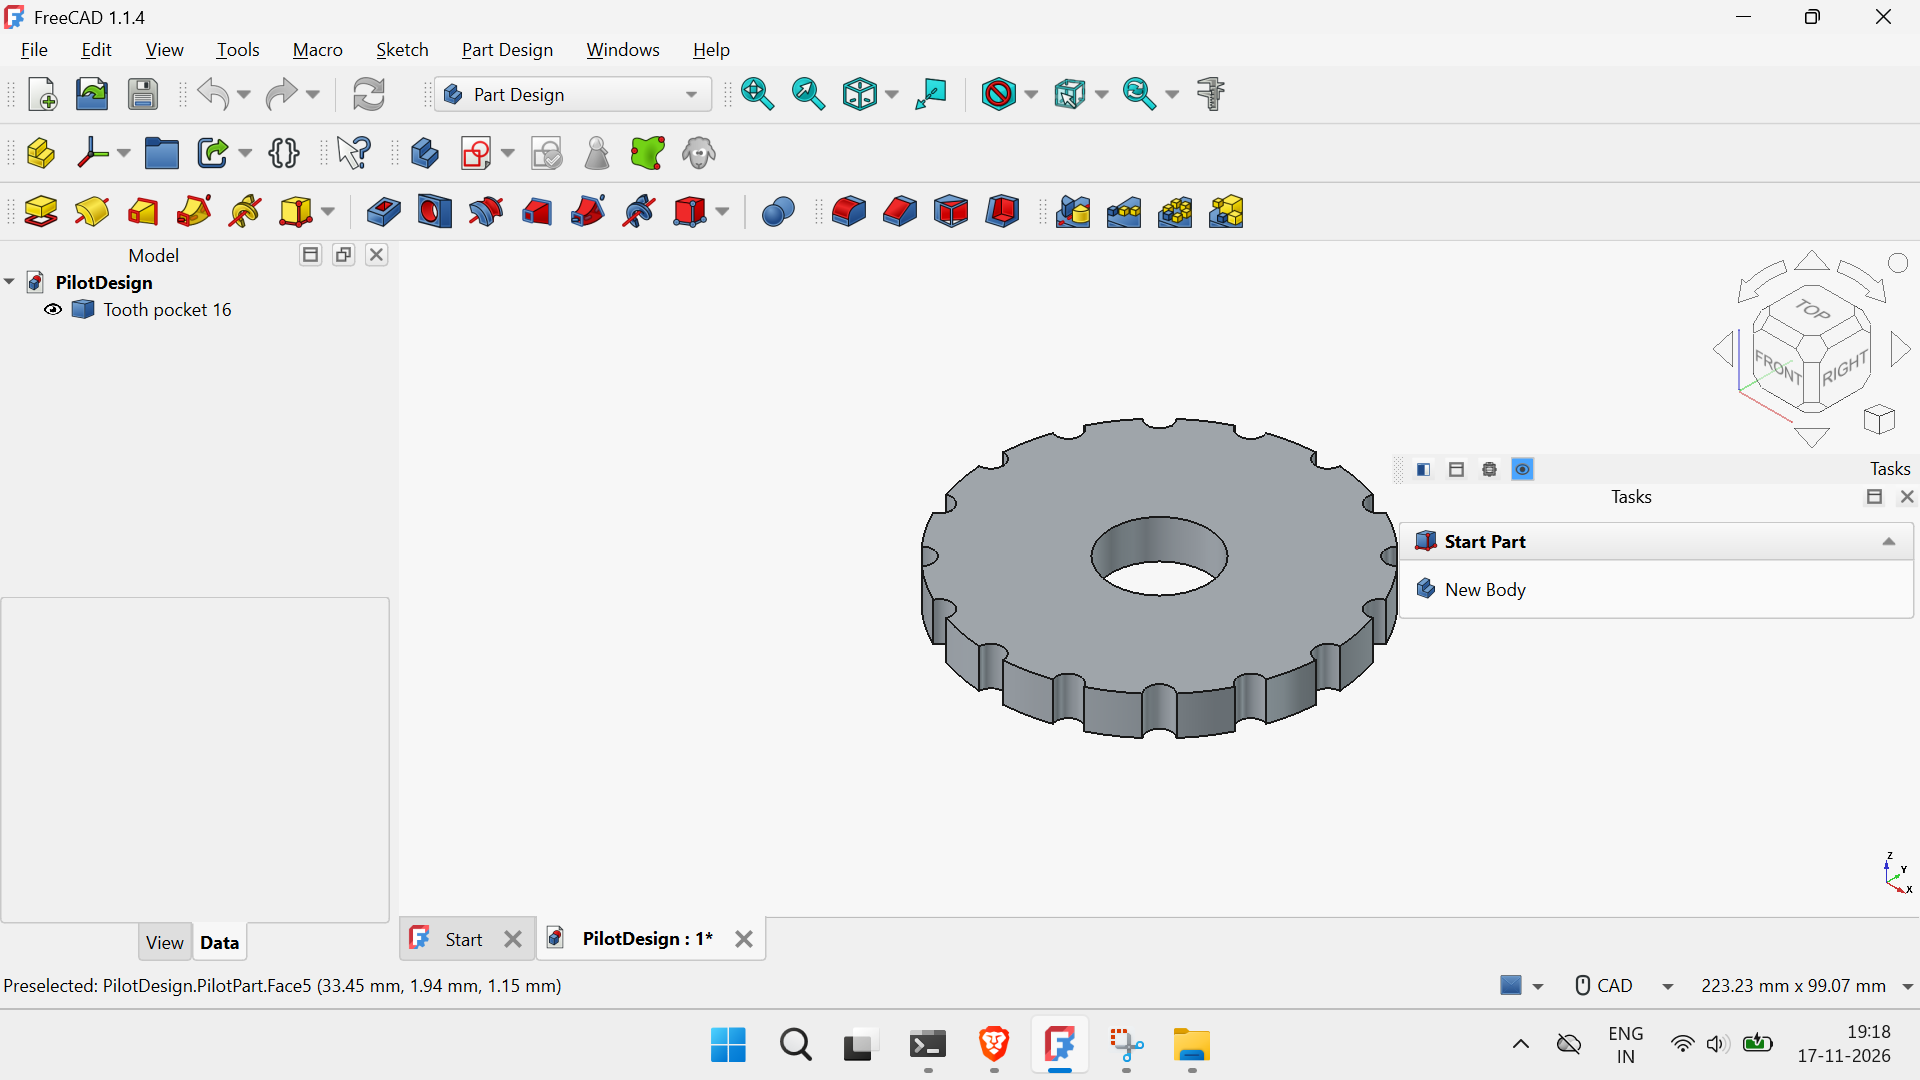 FreeCAD 1.1.4
File Edit View Tools Macro Sketch Part Design Windows Help
Part Design
Model
PilotDesign
Tooth pocket 16
TOP
FRONT
RIGHT
Tasks
Tasks
Start Part
New Body
Z
Y
X
View Data
Start
PilotDesign : 1*
Preselected: PilotDesign.PilotPart.Face5 (33.45 mm, 1.94 mm, 1.15 mm)
CAD
223.23 mm x 99.07 mm
ENG
IN
19:18
17-11-2026